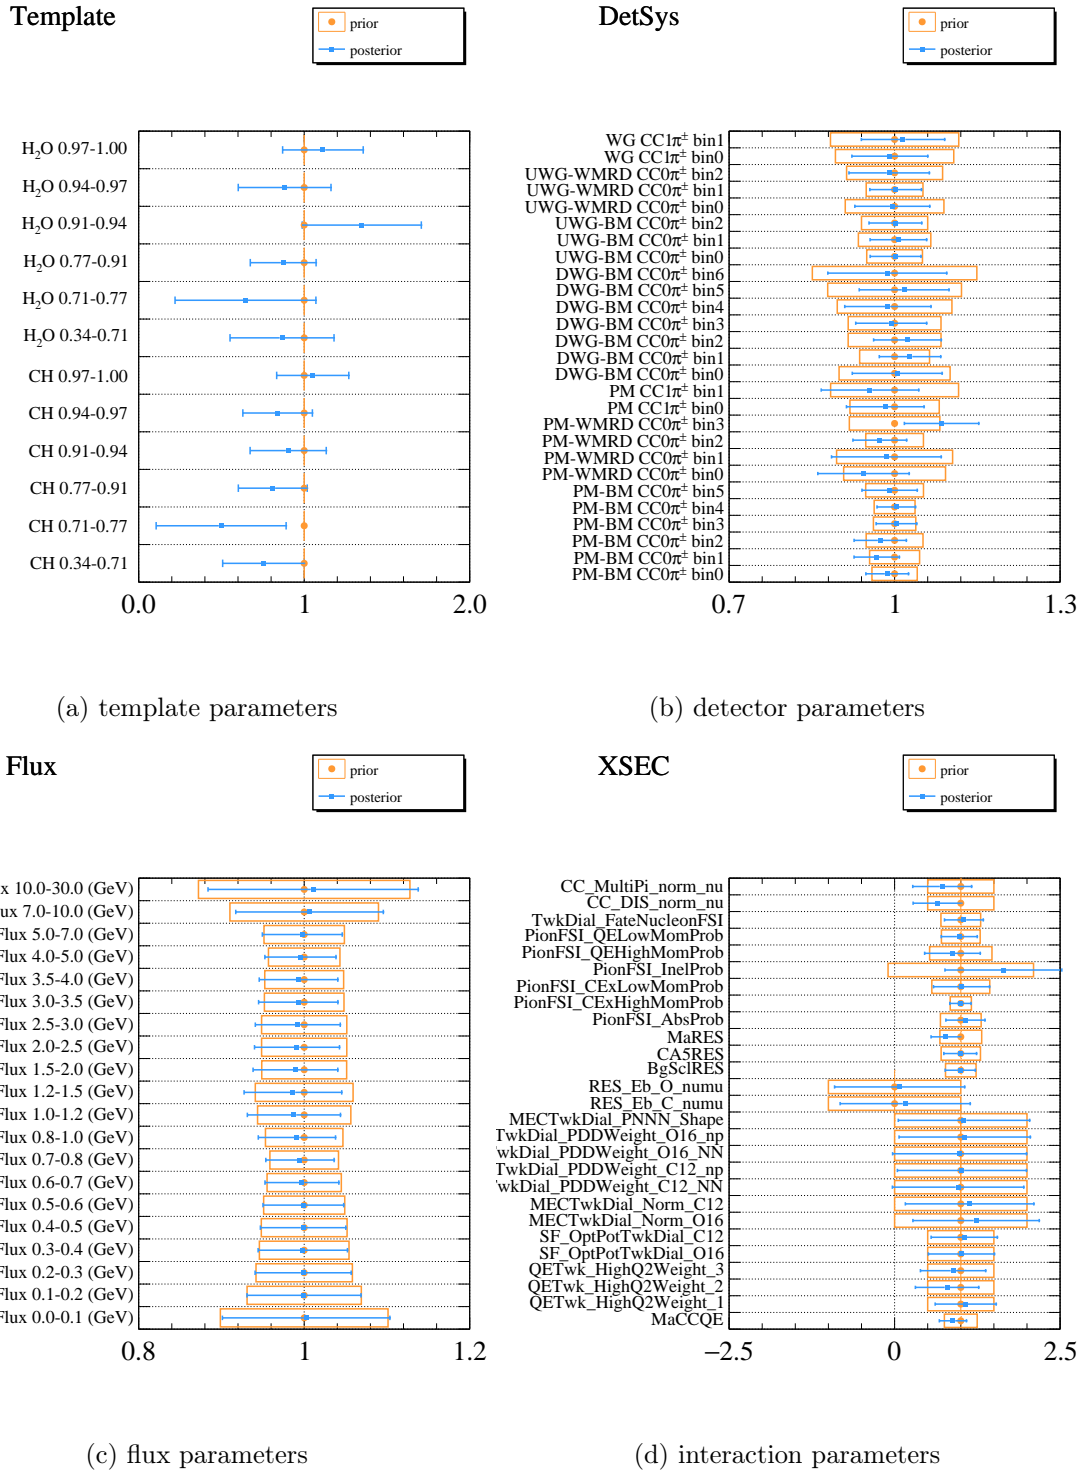 Template
prior
posterior
H₂O 0.97-1.00
H₂O 0.94-0.97
H₂O 0.91-0.94
H₂O 0.77-0.91
H₂O 0.71-0.77
H₂O 0.34-0.71
CH 0.97-1.00
CH 0.94-0.97
CH 0.91-0.94
CH 0.77-0.91
CH 0.71-0.77
CH 0.34-0.71
0.0 1 2.0
(a) template parameters
DetSys
prior
posterior
WG CC1π± bin1
WG CC1π± bin0
UWG-WMRD CC0π± bin2
UWG-WMRD CC0π± bin1
UWG-WMRD CC0π± bin0
UWG-BM CC0π± bin2
UWG-BM CC0π± bin1
UWG-BM CC0π± bin0
DWG-BM CC0π± bin6
DWG-BM CC0π± bin5
DWG-BM CC0π± bin4
DWG-BM CC0π± bin3
DWG-BM CC0π± bin2
DWG-BM CC0π± bin1
DWG-BM CC0π± bin0
PM CC1π± bin1
PM CC1π± bin0
PM-WMRD CC0π± bin3
PM-WMRD CC0π± bin2
PM-WMRD CC0π± bin1
PM-WMRD CC0π± bin0
PM-BM CC0π± bin5
PM-BM CC0π± bin4
PM-BM CC0π± bin3
PM-BM CC0π± bin2
PM-BM CC0π± bin1
PM-BM CC0π± bin0
0.7 1 1.3
(b) detector parameters
Flux
prior
posterior
x 10.0-30.0 (GeV)
ux 7.0-10.0 (GeV)
Flux 5.0-7.0 (GeV)
Flux 4.0-5.0 (GeV)
Flux 3.5-4.0 (GeV)
Flux 3.0-3.5 (GeV)
Flux 2.5-3.0 (GeV)
Flux 2.0-2.5 (GeV)
Flux 1.5-2.0 (GeV)
Flux 1.2-1.5 (GeV)
Flux 1.0-1.2 (GeV)
Flux 0.8-1.0 (GeV)
Flux 0.7-0.8 (GeV)
Flux 0.6-0.7 (GeV)
Flux 0.5-0.6 (GeV)
Flux 0.4-0.5 (GeV)
Flux 0.3-0.4 (GeV)
Flux 0.2-0.3 (GeV)
Flux 0.1-0.2 (GeV)
Flux 0.0-0.1 (GeV)
0.8 1 1.2
(c) flux parameters
XSEC
prior
posterior
CC_MultiPi_norm_nu
CC_DIS_norm_nu
TwkDial_FateNucleonFSI
PionFSI_QELowMomProb
PionFSI_QEHighMomProb
PionFSI_InelProb
PionFSI_CExLowMomProb
PionFSI_CExHighMomProb
PionFSI_AbsProb
MaRES
CA5RES
BgSclRES
RES_Eb_O_numu
RES_Eb_C_numu
MECTwkDial_PNNN_Shape
TwkDial_PDDWeight_O16_np
wkDial_PDDWeight_O16_NN
TwkDial_PDDWeight_C12_np
wkDial_PDDWeight_C12_NN
MECTwkDial_Norm_C12
MECTwkDial_Norm_O16
SF_OptPotTwkDial_C12
SF_OptPotTwkDial_O16
QETwk_HighQ2Weight_3
QETwk_HighQ2Weight_2
QETwk_HighQ2Weight_1
MaCCQE
−2.5 0 2.5
(d) interaction parameters